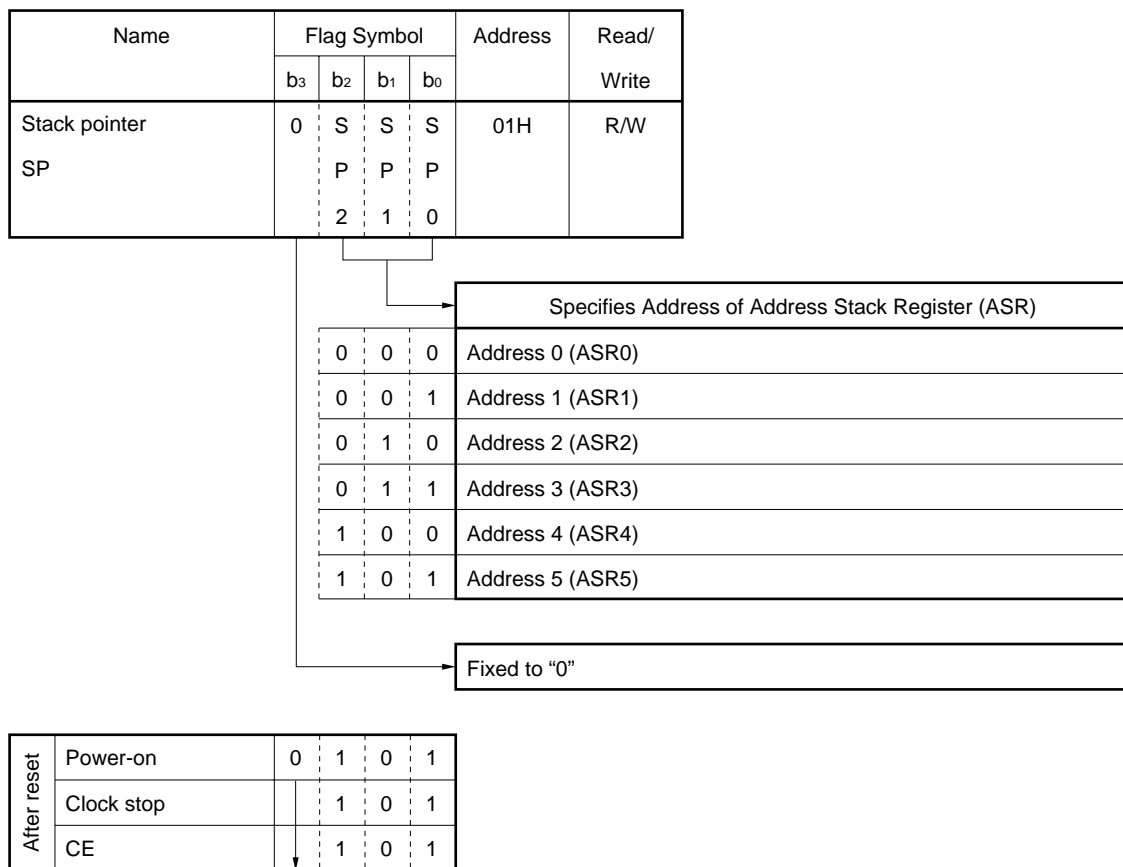 Name Flag Symbol Address Read/
b3 b2 b1 b0 Write
Stack pointer 0 S S S 01H R/W
SP P P P
2 1 0
Specifies Address of Address Stack Register (ASR)
0 0 0 Address 0 (ASR0)
0 0 1 Address 1 (ASR1)
0 1 0 Address 2 (ASR2)
0 1 1 Address 3 (ASR3)
1 0 0 Address 4 (ASR4)
1 0 1 Address 5 (ASR5)
Fixed to “0”
After reset
Power-on 0 1 0 1
Clock stop 1 0 1
CE 1 0 1